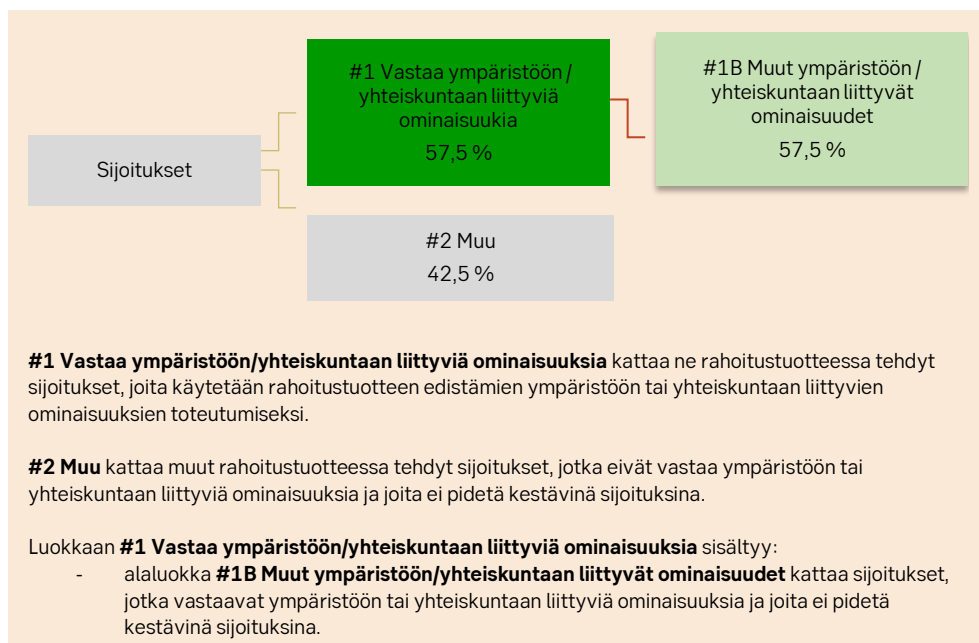 #1 Vastaa ympäristöön /
yhteiskuntaan liittyviä
ominaisuukia
57,5 %
#1B Muut ympäristöön /
yhteiskuntaan liittyvät
ominaisuudet
57,5 %
Sijoitukset
#2 Muu
42,5 %
#1 Vastaa ympäristöön/yhteiskuntaan liittyviä ominaisuuksia kattaa ne rahoitustuotteessa tehdyt
sijoitukset, joita käytetään rahoitustuotteen edistämien ympäristöön tai yhteiskuntaan liittyvien
ominaisuuksien toteutumiseksi.
#2 Muu kattaa muut rahoitustuotteessa tehdyt sijoitukset, jotka eivät vastaa ympäristöön tai
yhteiskuntaan liittyviä ominaisuuksia ja joita ei pidetä kestävinä sijoituksina.
Luokkaan #1 Vastaa ympäristöön/yhteiskuntaan liittyviä ominaisuuksia sisältyy:
- alaluokka #1B Muut ympäristöön/yhteiskuntaan liittyvät ominaisuudet kattaa sijoitukset,
jotka vastaavat ympäristöön tai yhteiskuntaan liittyviä ominaisuuksia ja joita ei pidetä
kestävinä sijoituksina.